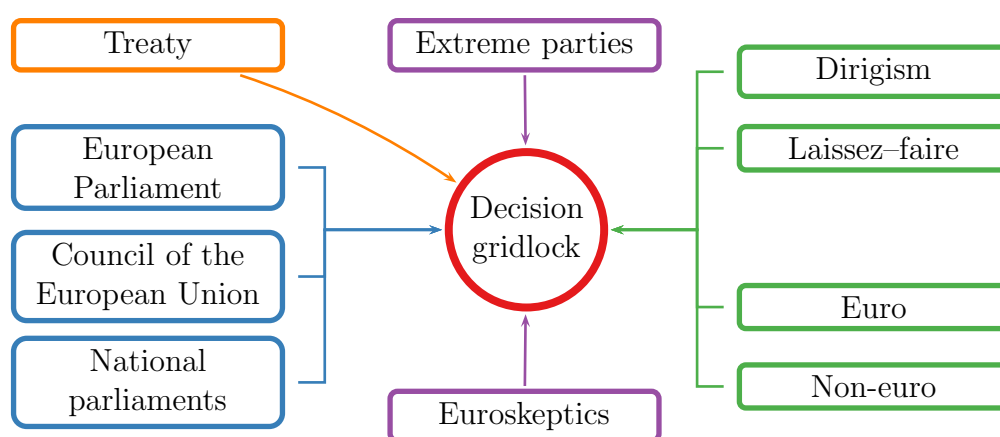 Treaty
Extreme parties
Dirigism
European
Parliament
Laissez–faire
Decision
gridlock
Council of the
European Union
Euro
National
parliaments
Non-euro
Euroskeptics